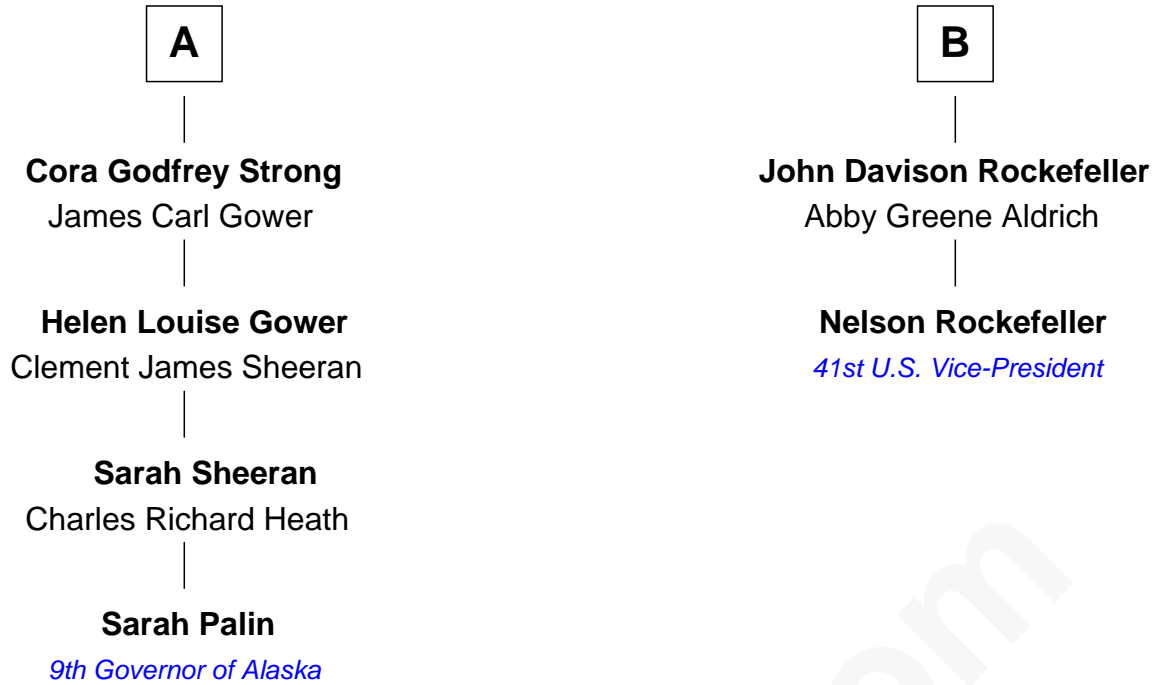 A
Cora Godfrey Strong
James Carl Gower
Helen Louise Gower
Clement James Sheeran
Sarah Sheeran
Charles Richard Heath
Sarah Palin
9th Governor of Alaska
B
John Davison Rockefeller
Abby Greene Aldrich
Nelson Rockefeller
41st U.S. Vice-President
om